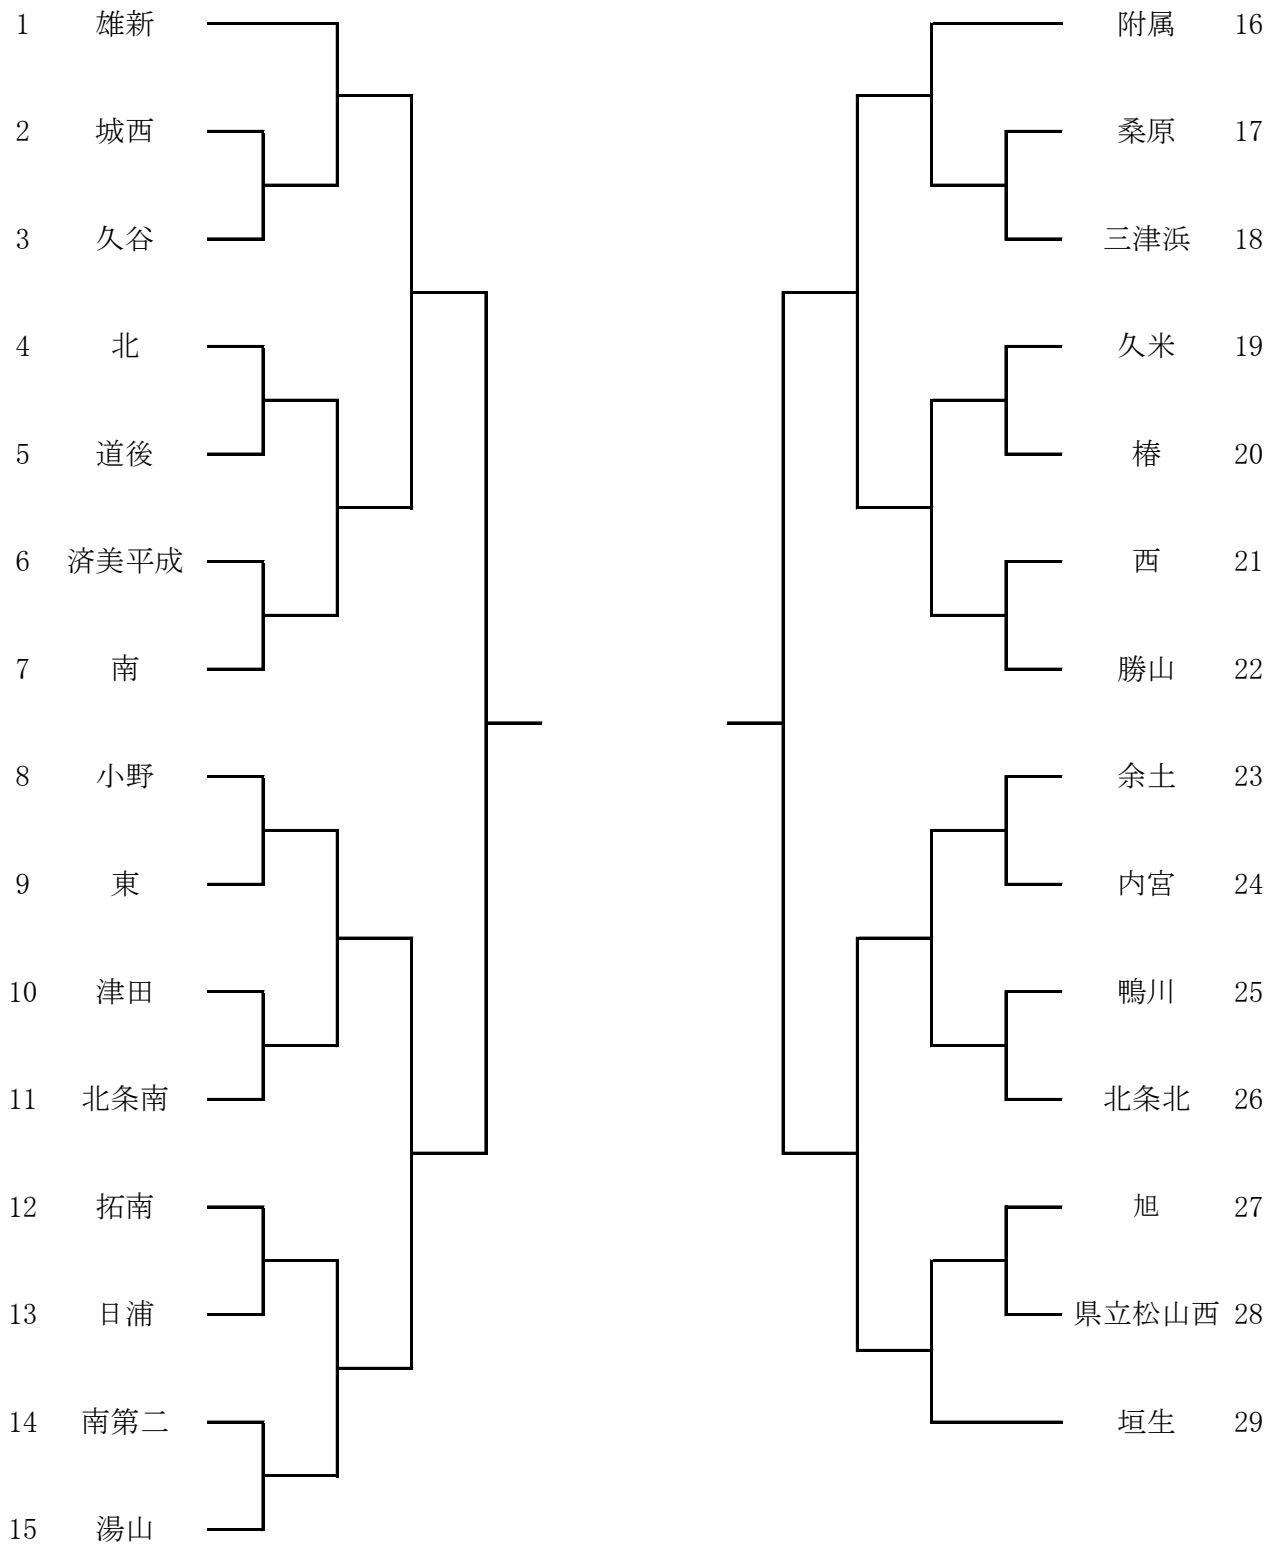 1 雄新
2 城西
3 久谷
4 北
5 道後
6 済美平成
7 南
8 小野
9 東
10 津田
11 北条南
12 拓南
13 日浦
14 南第二
15 湯山
附属 16
桑原 17
三津浜 18
久米 19
椿 20
西 21
勝山 22
余土 23
内宮 24
鴨川 25
北条北 26
旭 27
県立松山西 28
垣生 29